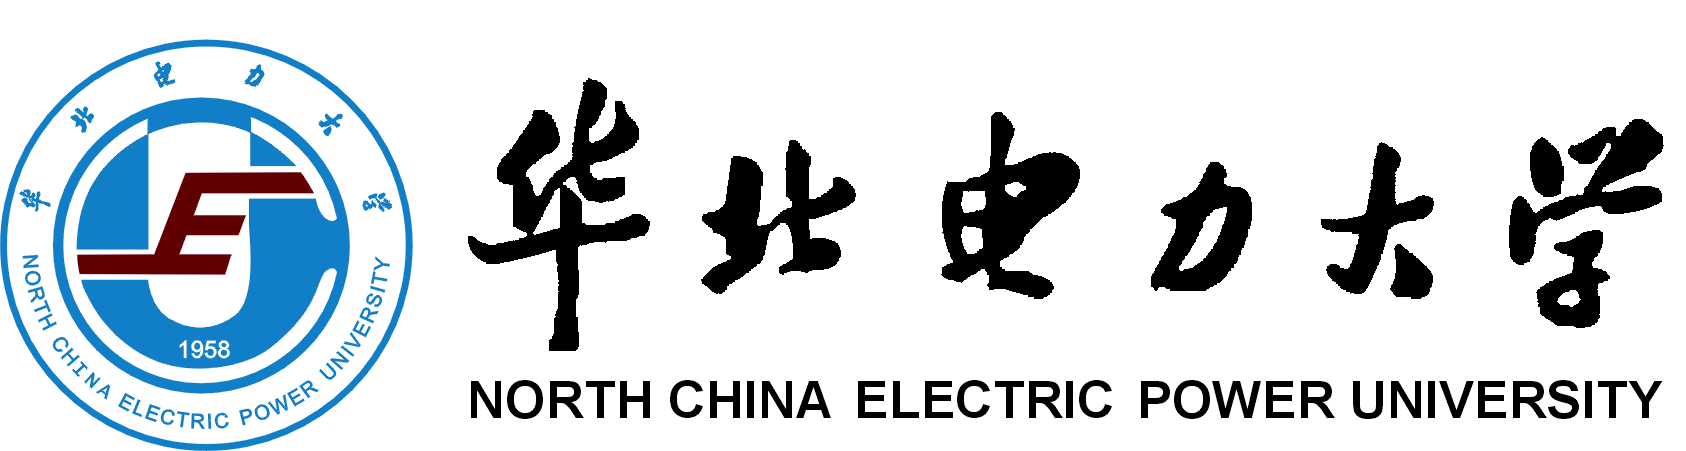 华北电力大学
NORTH CHINA ELECTRIC POWER UNIVERSITY
1958
E
华北电力大学
NORTH CHINA ELECTRIC POWER UNIVERSITY